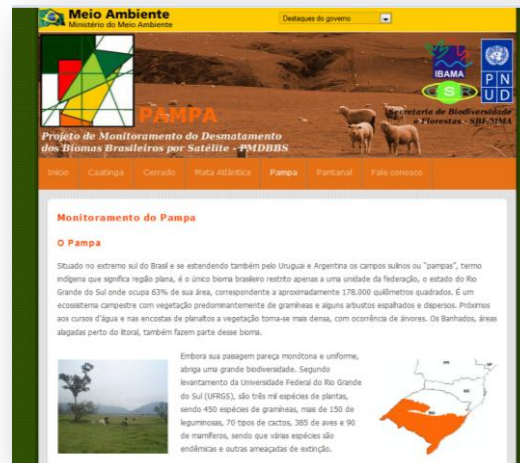 Meio Ambiente
Ministério do Meio Ambiente
Destaques do governo
IBAMA
P N
U D
S
PAMPA
Secretaria de Biodiversidade
e Florestas - SBF/MMA
Projeto de Monitoramento do Desmatamento
dos Biomas Brasileiros por Satélite - PMDBBS
Início Caatinga Cerrado Mata Atlântica Pampa Pantanal Fale conosco
Monitoramento do Pampa
O Pampa
Situado no extremo sul do Brasil e se estendendo também pelo Uruguai e Argentina os campos sulinos ou "pampas", termo
indígena que significa região plana, é o único bioma brasileiro restrito apenas a uma unidade da federação, o estado do Rio
Grande do Sul onde ocupa 63% de sua área, correspondente a aproximadamente 178.000 quilômetros quadrados. É um
ecossistema campestre com vegetação predominantemente de gramíneas e alguns arbustos espalhados e dispersos. Próximos
aos cursos d'água e nas encostas de planaltos a vegetação torna-se mais densa, com ocorrência de árvores. Os Banhados, áreas
alagadas perto do litoral, também fazem parte desse bioma.
Embora sua paisagem pareça monótona e uniforme,
abriga uma grande biodiversidade. Segundo
levantamento da Universidade Federal do Rio Grande
do Sul (UFRGS), são três mil espécies de plantas,
sendo 450 espécies de gramíneas, mais de 150 de
leguminosas, 70 tipos de cactos, 385 de aves e 90
de mamíferos, sendo que várias espécies são
endêmicas e outras ameaçadas de extinção.